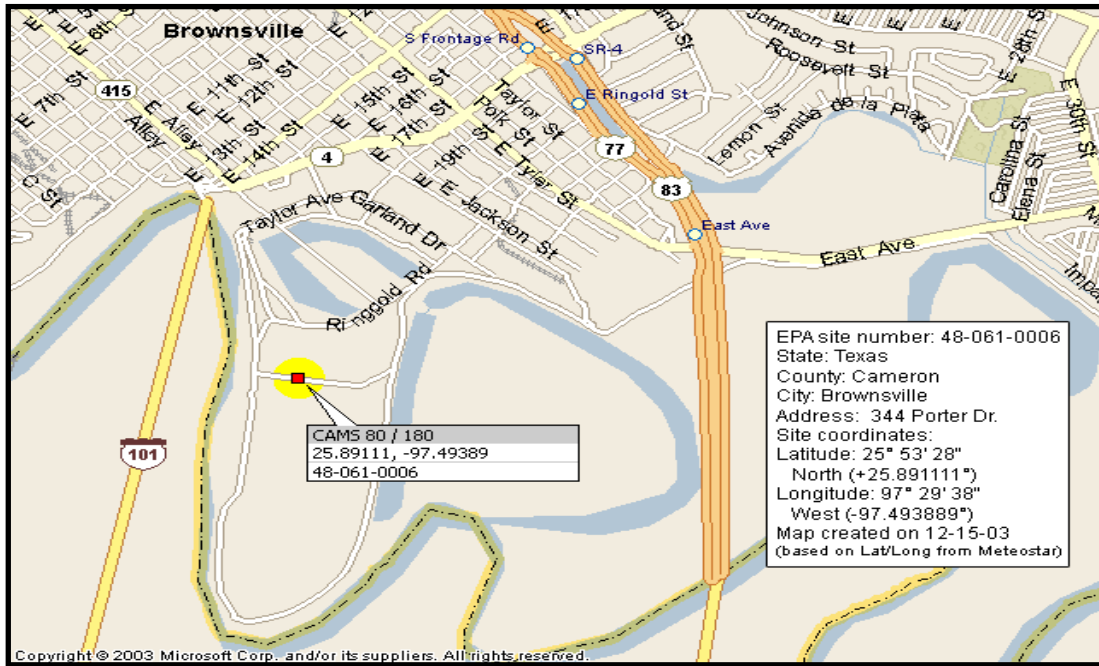 Brownsville
S Frontage Rd
SR-4
E Ringold St
East Ave
Johnson St
Roosevelt St
E 28th St
E 30th St
Lemon St
Avenida de la Plata
Carolina St
Elena St
East Ave
415
4
77
83
101
E 6th St
E 7th St
E 11th St
E 12th St
E 13th St
E 14th St
E 15th St
E 16th St
E 17th St
E 19th St
E Alley
Alley
C St
Polk St
Taylor St
E Tyler St
E Jackson St
Taylor Ave
Garland Dr
Ringgold Rd
CAMS 80 / 180
25.89111, -97.49389
48-061-0006
EPA site number: 48-061-0006
State: Texas
County: Cameron
City: Brownsville
Address: 344 Porter Dr.
Site coordinates:
Latitude: 25° 53' 28"
North (+25.891111°)
Longitude: 97° 29' 38"
West (-97.493889°)
Map created on 12-15-03
(based on Lat/Long from Meteostar)
Copyright © 2003 Microsoft Corp. and/or its suppliers. All rights reserved.